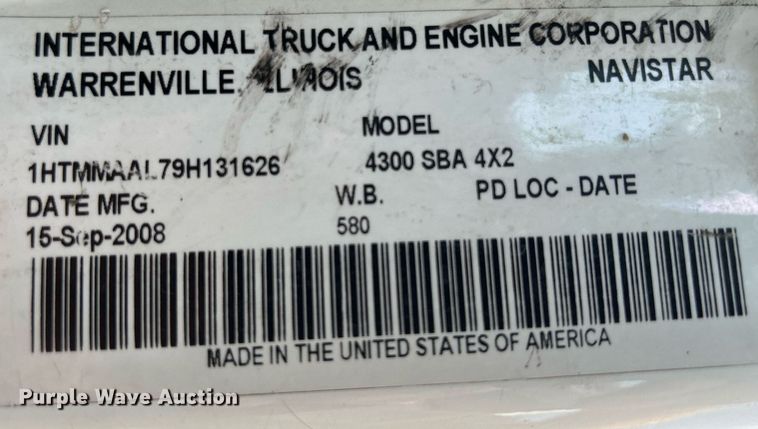 INTERNATIONAL TRUCK AND ENGINE CORPORATION
WARRENVILLE, ILLINOIS NAVISTAR
VIN MODEL
1HTMMAAL79H131626 4300 SBA 4X2
DATE MFG. W.B. PD LOC - DATE
15-Sep-2008 580
MADE IN THE UNITED STATES OF AMERICA
Purple Wave Auction